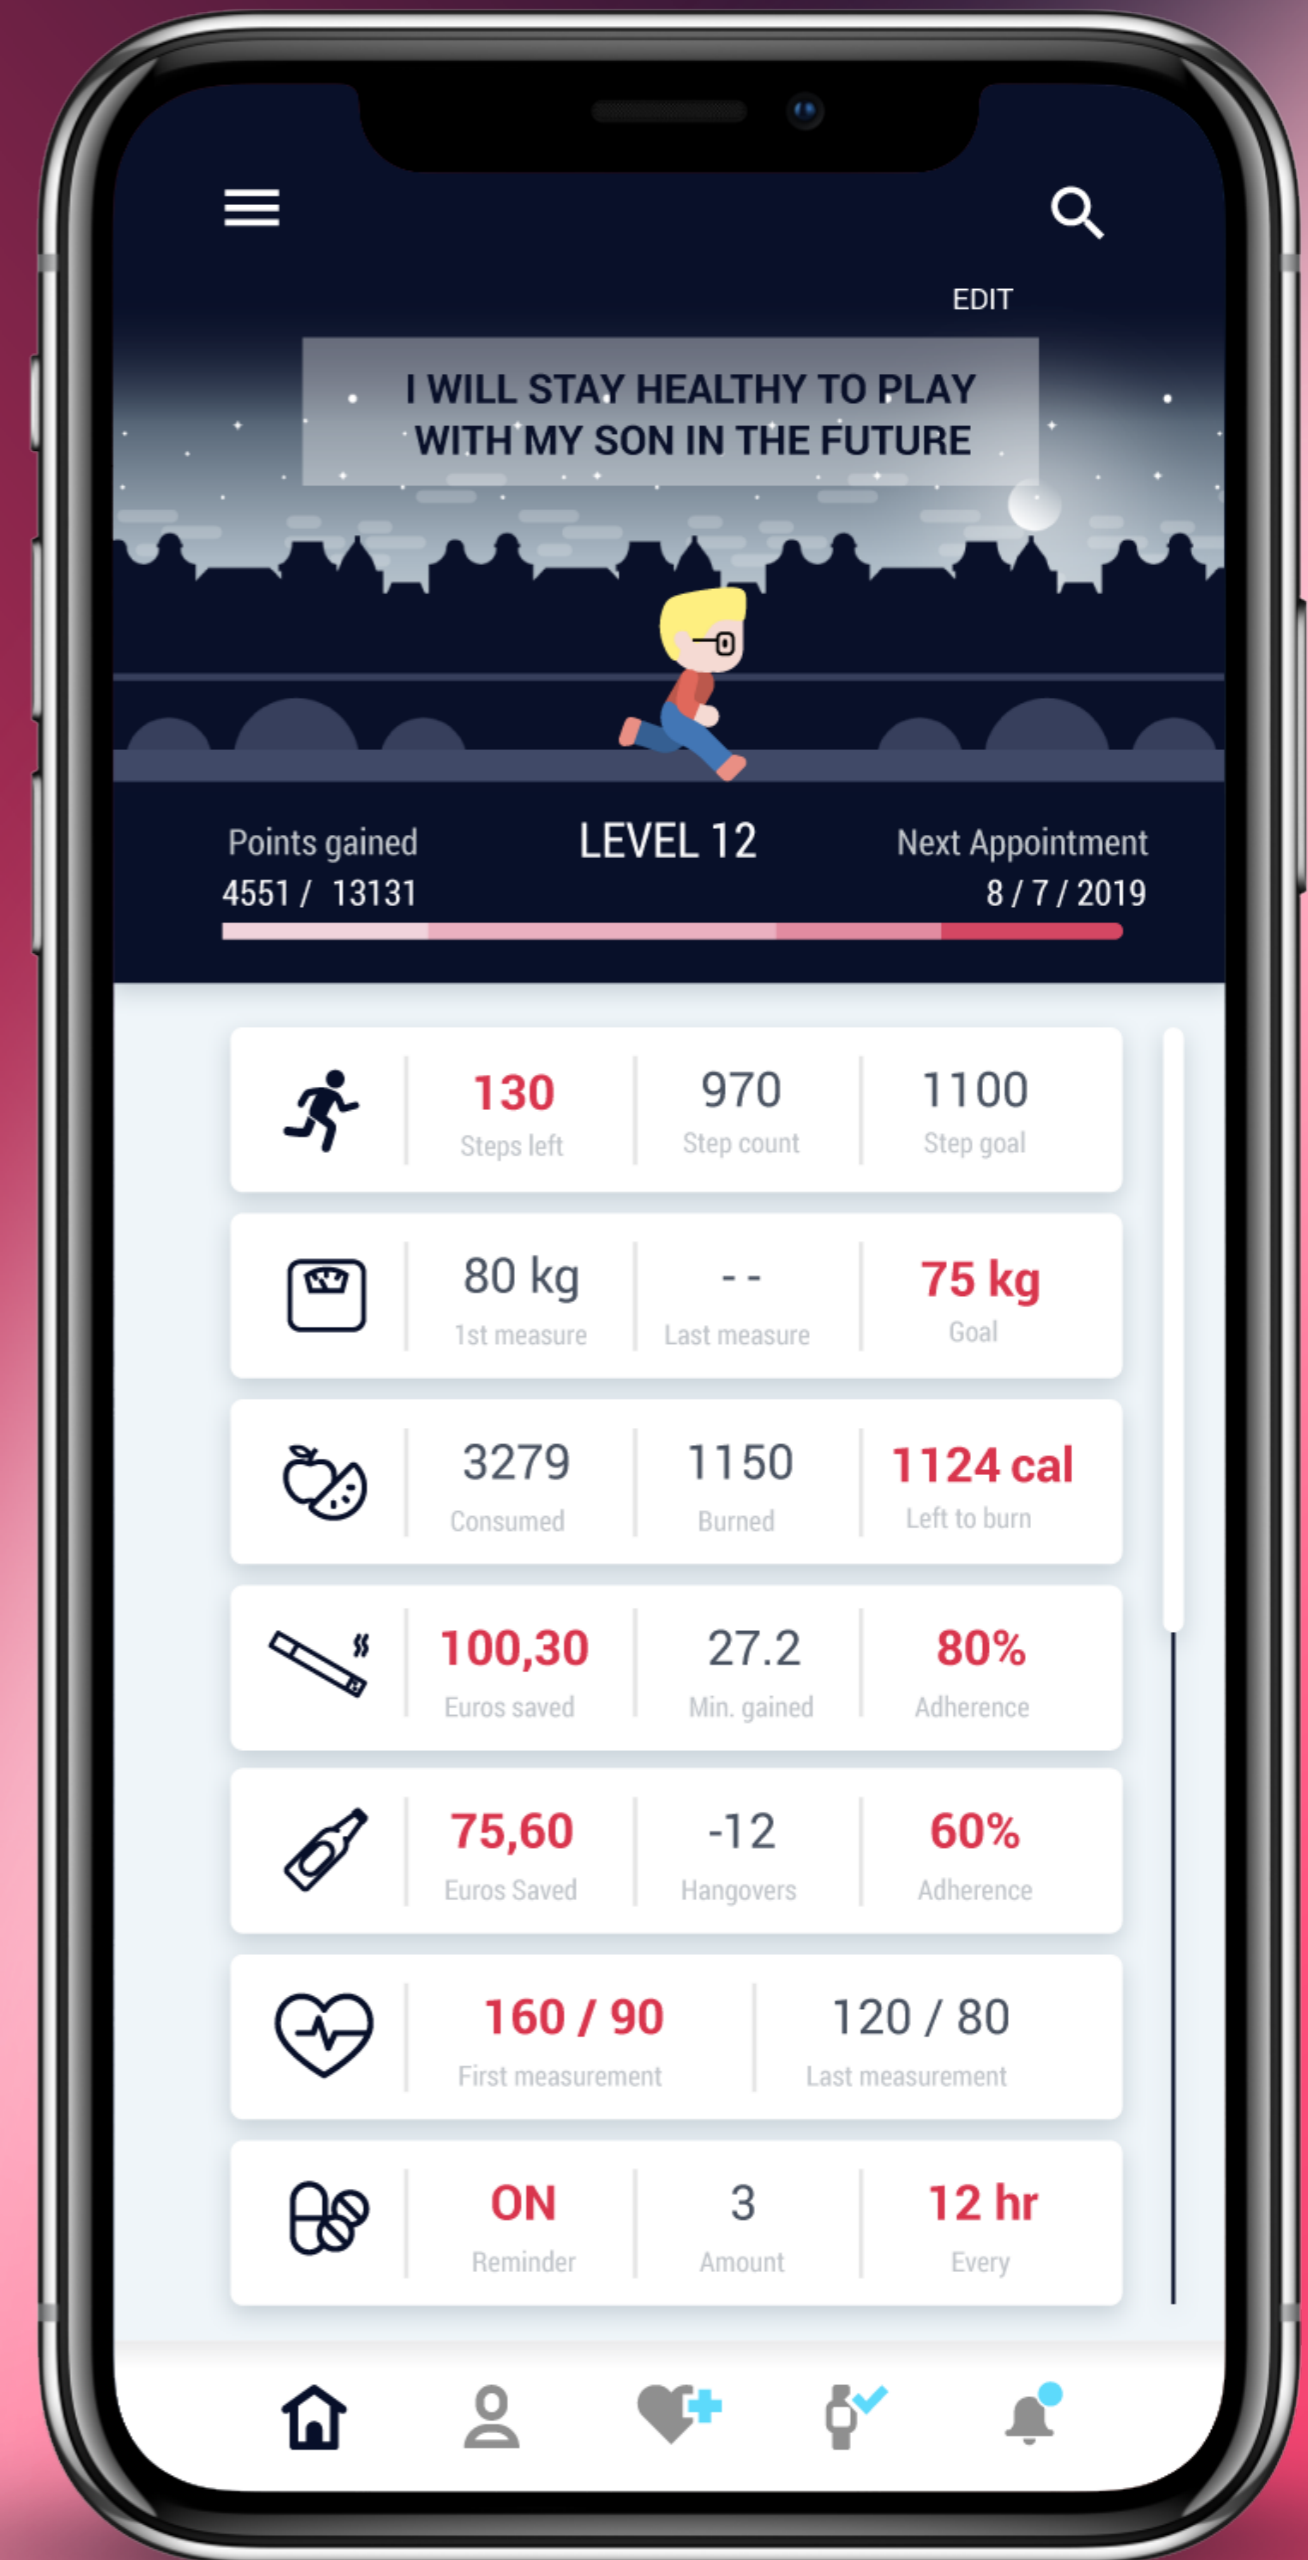 EDIT
I WILL STAY HEALTHY TO PLAY
WITH MY SON IN THE FUTURE
Points gained
LEVEL 12
Next Appointment
4551 / 13131
8 / 7 / 2019
130
970
1100
Steps left
Step count
Step goal
80 kg
- -
75 kg
1st measure
Last measure
Goal
3279
1150
1124 cal
Consumed
Burned
Left to burn
100,30
27.2
80%
Euros saved
Min. gained
Adherence
75,60
-12
60%
Euros Saved
Hangovers
Adherence
160 / 90
120 / 80
First measurement
Last measurement
ON
3
12 hr
Reminder
Amount
Every